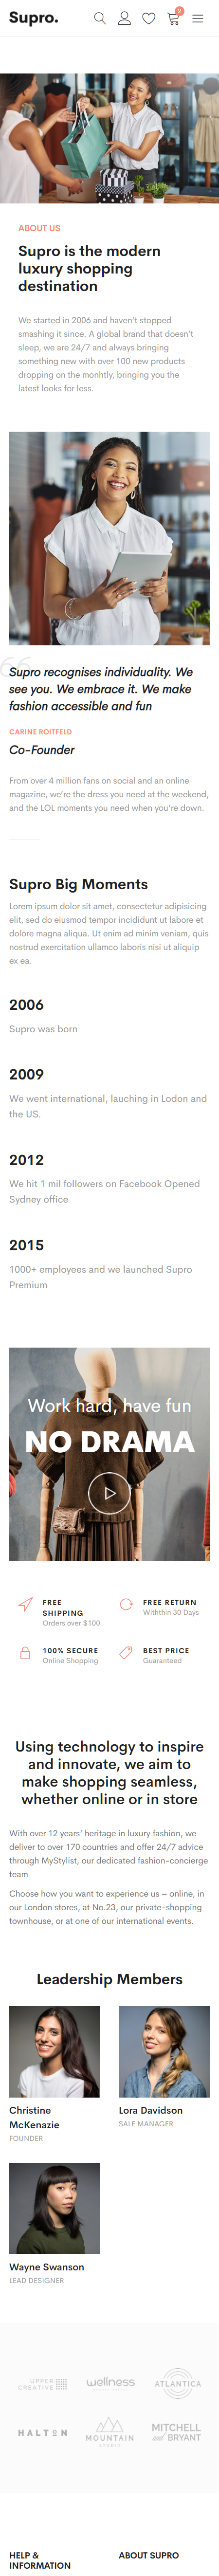 Supro.
2
ABOUT US
Supro is the modern
luxury shopping
destination
We started in 2006 and haven't stopped
smashing it since. A global brand that doesn't
sleep, we are 24/7 and always bringing
something new with over 100 new products
dropping on the monhtly, bringing you the
latest looks for less.
66
Supro recognises individuality. We
see you. We embrace it. We make
fashion accessible and fun
CARINE ROITFELD
Co-Founder
From over 4 million fans on social and an online
magazine, we're the dress you need at the weekend,
and the LOL moments you need when you're down.
Supro Big Moments
Lorem ipsum dolor sit amet, consectetur adipisicing
elit, sed do eiusmod tempor incididunt ut labore et
dolore magna aliqua. Ut enim ad minim veniam, quis
nostrud exercitation ullamco laboris nisi ut aliquip
ex ea.
2006
Supro was born
2009
We went international, lauching in Lodon and
the US.
2012
We hit 1 mil followers on Facebook Opened
Sydney office
2015
1000+ employees and we launched Supro
Premium
Work hard, have fun
NO DRAMA
FREE
SHIPPING
Orders over $100
FREE RETURN
Withthin 30 Days
100% SECURE
Online Shopping
BEST PRICE
Guaranteed
Using technology to inspire
and innovate, we aim to
make shopping seamless,
whether online or in store
With over 12 years' heritage in luxury fashion, we
deliver to over 170 countries and offer 24/7 advice
through MyStylist, our dedicated fashion-concierge
team
Choose how you want to experience us – online, in
our London stores, at No.23, our private-shopping
townhouse, or at one of our international events.
Leadership Members
Christine
McKenazie
FOUNDER
Lora Davidson
SALE MANAGER
Wayne Swanson
LEAD DESIGNER
UPPER
CREATIVE
wellness
ATLANTICA
HALTON
MOUNTAIN
STUDIO
MITCHELL
BRYANT
HELP &
INFORMATION
ABOUT SUPRO